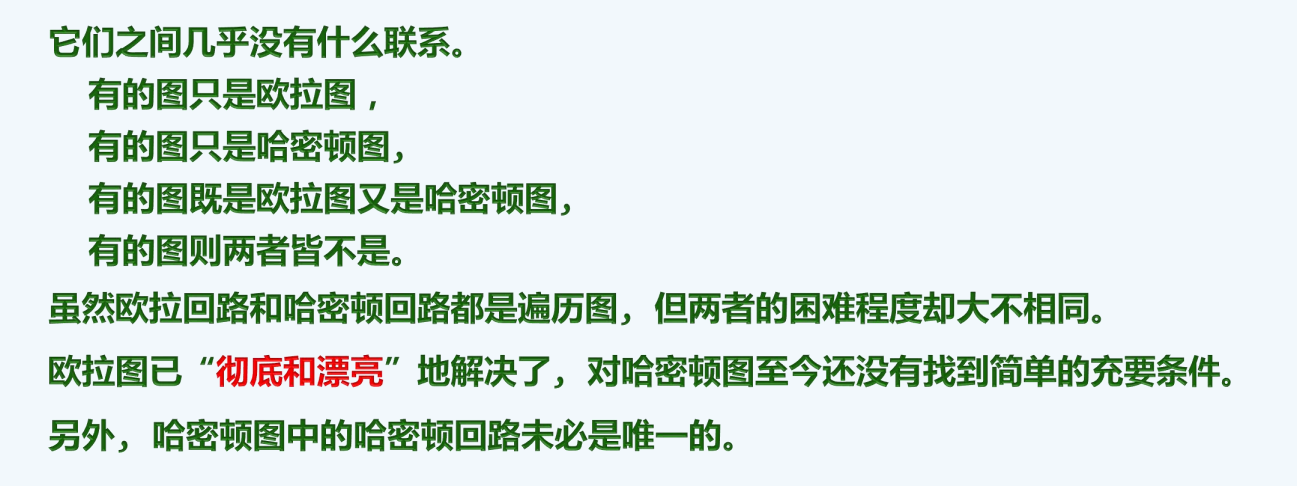 它们之间几乎没有什么联系。
有的图只是欧拉图，
有的图只是哈密顿图，
有的图既是欧拉图又是哈密顿图，
有的图则两者皆不是。
虽然欧拉回路和哈密顿回路都是遍历图，但两者的困难程度却大不相同。
欧拉图已“彻底和漂亮”地解决了，对哈密顿图至今还没有找到简单的充要条件。
另外，哈密顿图中的哈密顿回路未必是唯一的。